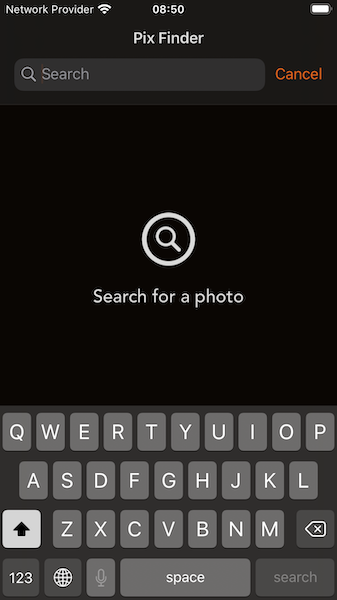 Network Provider 08:50
Pix Finder
Search Cancel
Search for a photo
Q W E R T Y U I O P
A S D F G H J K L
Z X C V B N M
123 space search